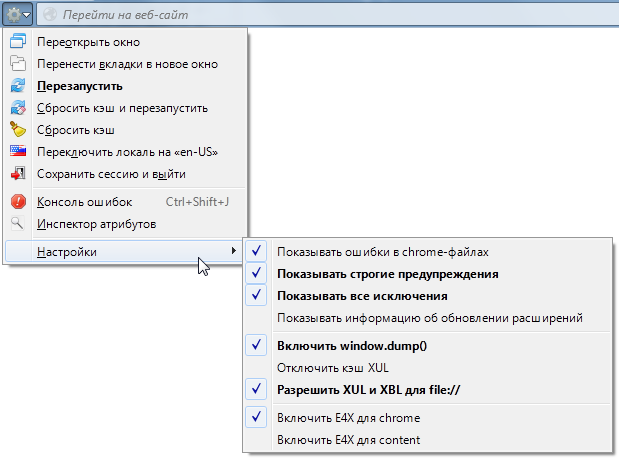 Перейти на веб-сайт
Переоткрыть окно
Перенести вкладки в новое окно
Перезапустить
Сбросить кэш и перезапустить
Сбросить кэш
Переключить локаль на «en-US»
Сохранить сессию и выйти
Консоль ошибок Ctrl+Shift+J
Инспектор атрибутов
Настройки
Показывать ошибки в chrome-файлах
Показывать строгие предупреждения
Показывать все исключения
Показывать информацию об обновлении расширений
Включить window.dump()
Отключить кэш XUL
Разрешить XUL и XBL для file://
Включить E4X для chrome
Включить E4X для content